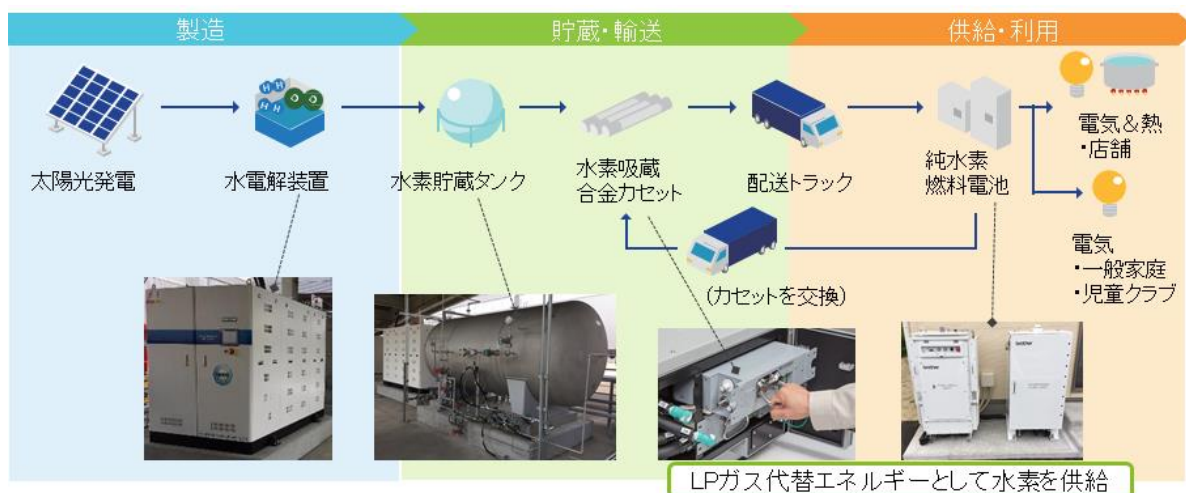 製造
貯蔵・輸送
供給・利用
太陽光発電
水電解装置
水素貯蔵タンク
水素吸蔵
合金カセット
配送トラック
純水素
燃料電池
電気＆熱
・店舗
電気
・一般家庭
・児童クラブ
(カセットを交換)
H H
H H
brother
brother
LPガス代替エネルギーとして水素を供給